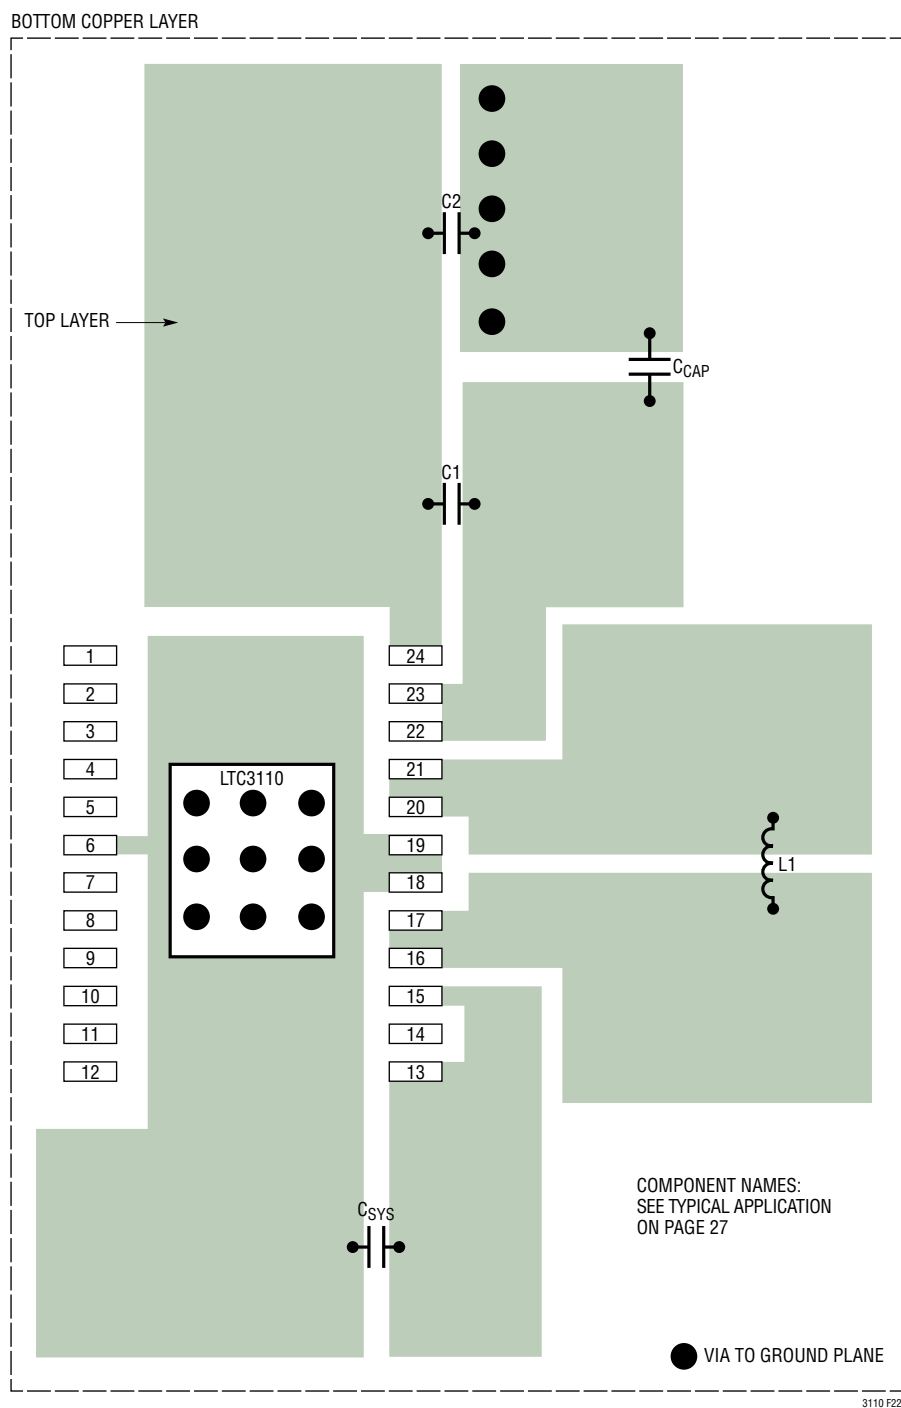 BOTTOM COPPER LAYER
C2
TOP LAYER
CCAP
C1
1
24
2
23
3
22
4
21
LTC3110
5
20
6
19
L1
7
18
8
17
9
16
10
15
11
14
12
13
COMPONENT NAMES:
SEE TYPICAL APPLICATION
ON PAGE 27
CSYS
VIA TO GROUND PLANE
3110 F22